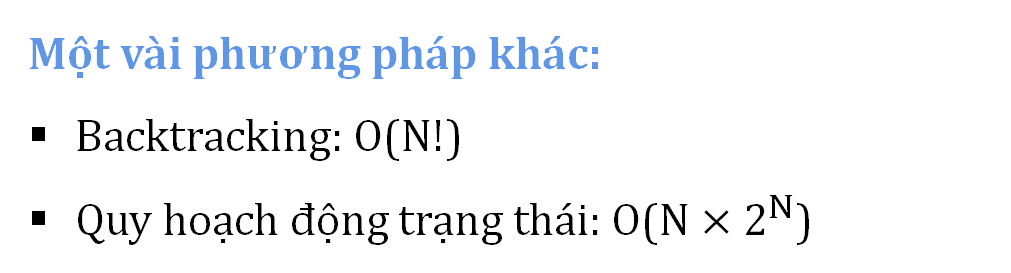 Một vài phương pháp khác:
▪ Backtracking: O(N!)
▪ Quy hoạch động trạng thái: O(N × 2^N)